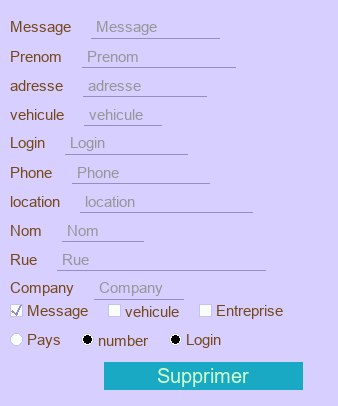 Message Message
Prenom Prenom
adresse adresse
vehicule vehicule
Login Login
Phone Phone
location location
Nom Nom
Rue Rue
Company Company
Message vehicule Entreprise
Pays number Login
Supprimer